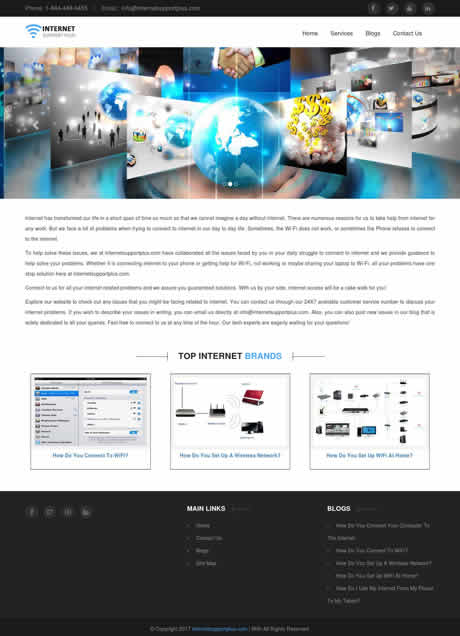 Phone: 1-844-489-5455 Email: info@internetsupportplus.com
INTERNET
SUPPORT PLUS
Home Services Blogs Contact Us
Internet has transformed our life in a short span of time so much so that we cannot imagine a day without internet. There are numerous reasons for us to take help from internet for
any work. But we face a lot of problems when trying to connect to internet in our day to day life. Sometimes, the Wi Fi does not work, or sometimes the Phone refuses to connect
to the internet.
To help solve these issues, we at internetsupportplus.com have collaborated all the issues faced by you in your daily struggle to connect to internet and we provide guidance to
help solve your problems. Whether it is connecting internet to your phone or getting help for Wi Fi, not working or maybe sharing your laptop to Wi Fi, all your problems have one
stop solution here at internetsupportplus.com.
Connect to us for all your internet related problems and we assure you guaranteed solutions. With us by your side, internet access will be a cake walk for you!
Explore our website to check out any issues that you might be facing related to internet. You can contact us through our 24X7 available customer service number to discuss your
internet problems. If you wish to describe your issues in writing, you can email us directly at info@internetsupportplus.com. Also, you can also post new issues in our blog that is
solely dedicated to all your queries. Feel free to connect to us at any time of the hour. Our tech experts are eagerly waiting for your questions!
TOP INTERNET BRANDS
How Do You Connect To WiFi?
How Do You Set Up A Wireless Network?
How Do You Set Up WiFi At Home?
MAIN LINKS
Home
Contact Us
Blogs
Site Map
BLOGS
How Do You Connect Your Computer To
The Internet
How Do You Connect To WiFi?
How Do You Set Up A Wireless Network?
How Do You Set Up WiFi At Home?
How Do I Use My Internet From My Phone
To My Tablet?
© Copyright 2017 internetsupportplus.com | With All Rights Reserved